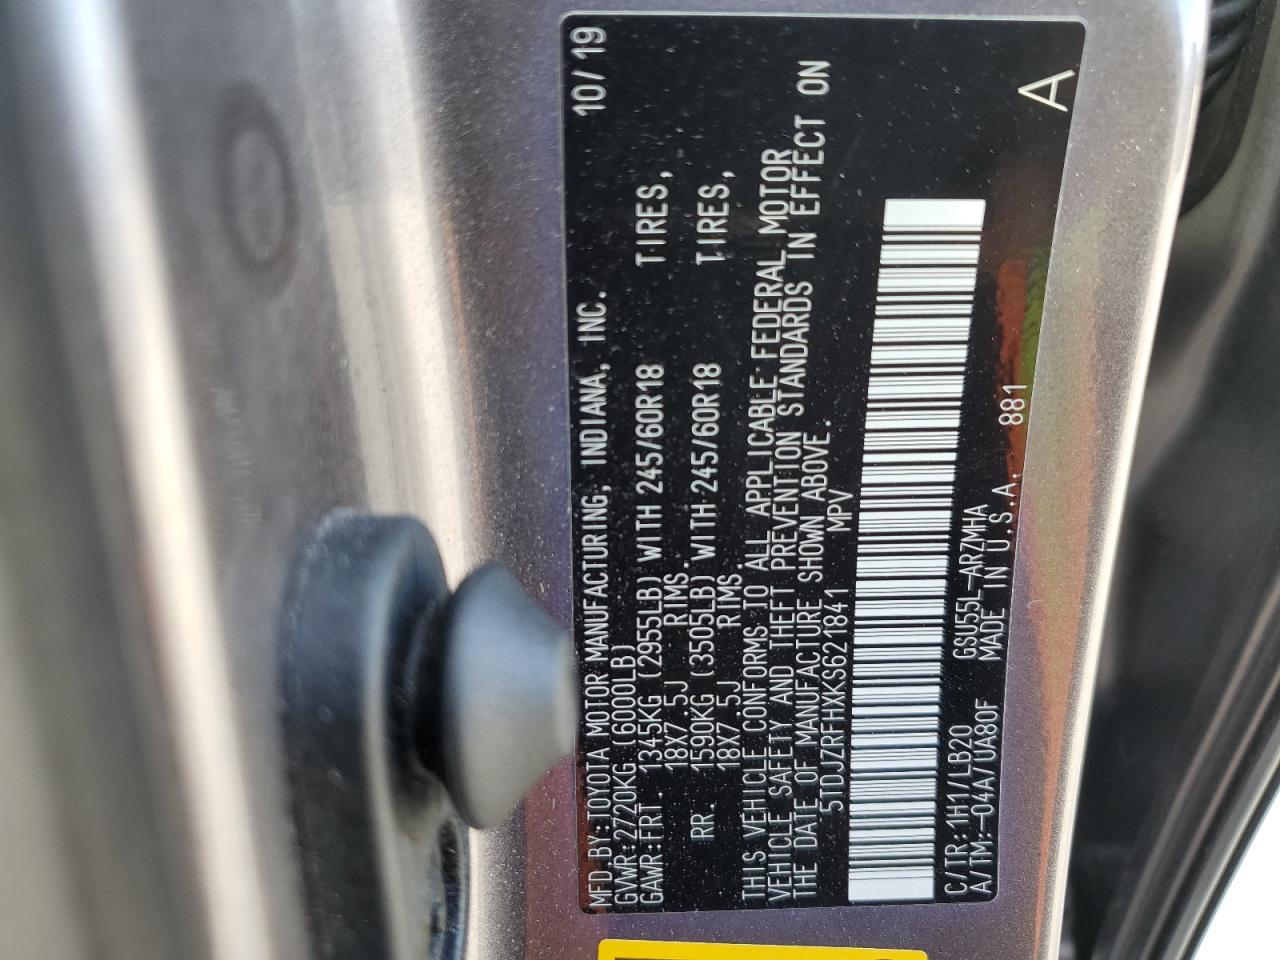 MFD.BY:TOYOTA MOTOR MANUFACTURING, INDIANA, INC. 10/19
GVWR:2720KG (6000LB)
GAWR:FRT. 1345KG (2955LB) WITH 245/60R18 TIRES,
18X7.5J RIMS.
RR. 1590KG (3505LB) WITH 245/60R18 TIRES,
18X7.5J RIMS.
THIS VEHICLE CONFORMS TO ALL APPLICABLE FEDERAL MOTOR
VEHICLE SAFETY AND THEFT PREVENTION STANDARDS IN EFFECT ON
THE DATE OF MANUFACTURE SHOWN ABOVE.
5TDJZRFHXKS621841 MPV
C/TR:1H1/LB20 GSU55L-ARZMHA
A/TM:-04A/UA80F MADE IN U.S.A. 881
A